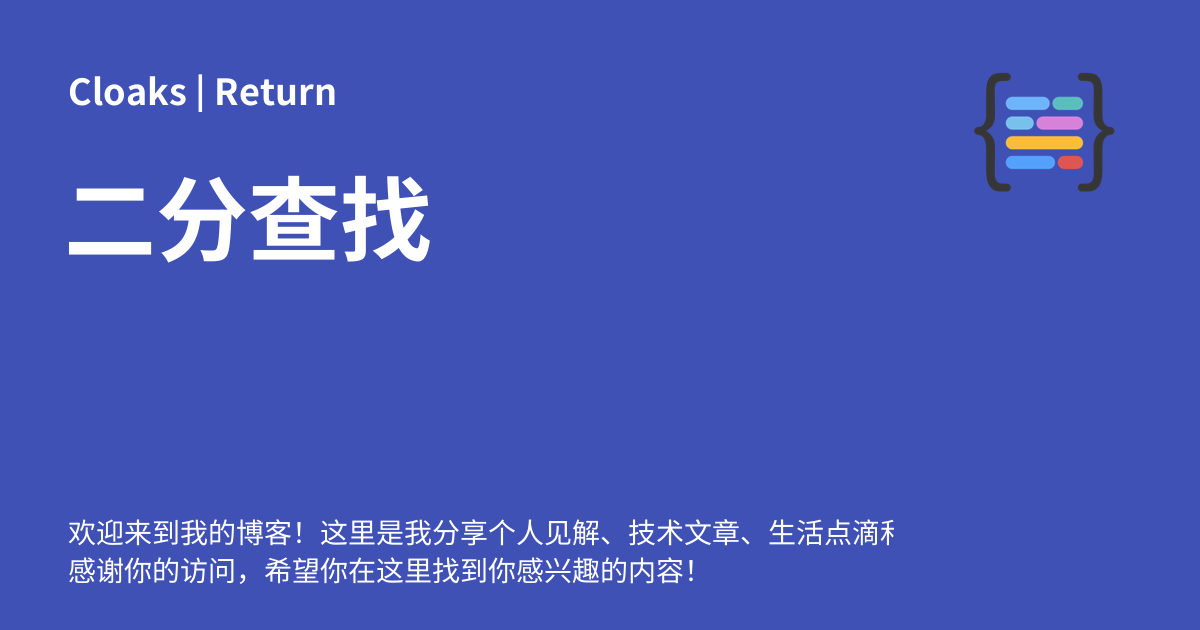 Cloaks | Return
二分查找
欢迎来到我的博客！这里是我分享个人见解、技术文章、生活点滴
感谢你的访问，希望你在这里找到你感兴趣的内容！